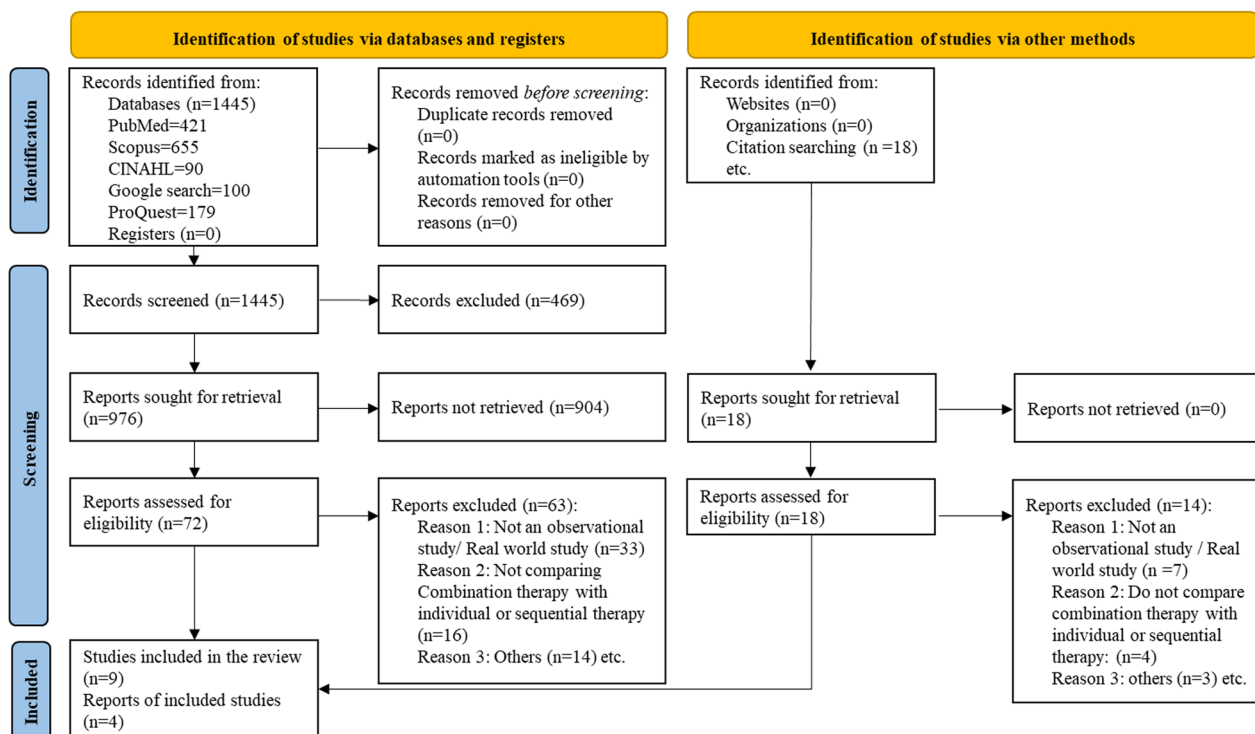 Identification of studies via databases and registers
Identification of studies via other methods
Identification
Records identified from:
Databases (n=1445)
PubMed=421
Scopus=655
CINAHL=90
Google search=100
ProQuest=179
Registers (n=0)
Records removed before screening:
Duplicate records removed
(n=0)
Records marked as ineligible by
automation tools (n=0)
Records removed for other
reasons (n=0)
Records identified from:
Websites (n=0)
Organizations (n=0)
Citation searching (n =18)
etc.
Screening
Records screened (n=1445)
Records excluded (n=469)
Reports sought for retrieval
(n=976)
Reports not retrieved (n=904)
Reports sought for retrieval
(n=18)
Reports not retrieved (n=0)
Reports assessed for
eligibility (n=72)
Reports excluded (n=63):
Reason 1: Not an observational
study/ Real world study (n=33)
Reason 2: Not comparing
Combination therapy with
individual or sequential therapy
(n=16)
Reason 3: Others (n=14) etc.
Reports assessed for
eligibility (n=18)
Reports excluded (n=14):
Reason 1: Not an
observational study / Real
world study (n =7)
Reason 2: Do not compare
combination therapy with
individual or sequential
therapy: (n=4)
Reason 3: others (n=3) etc.
Included
Studies included in the review
(n=9)
Reports of included studies
(n=4)